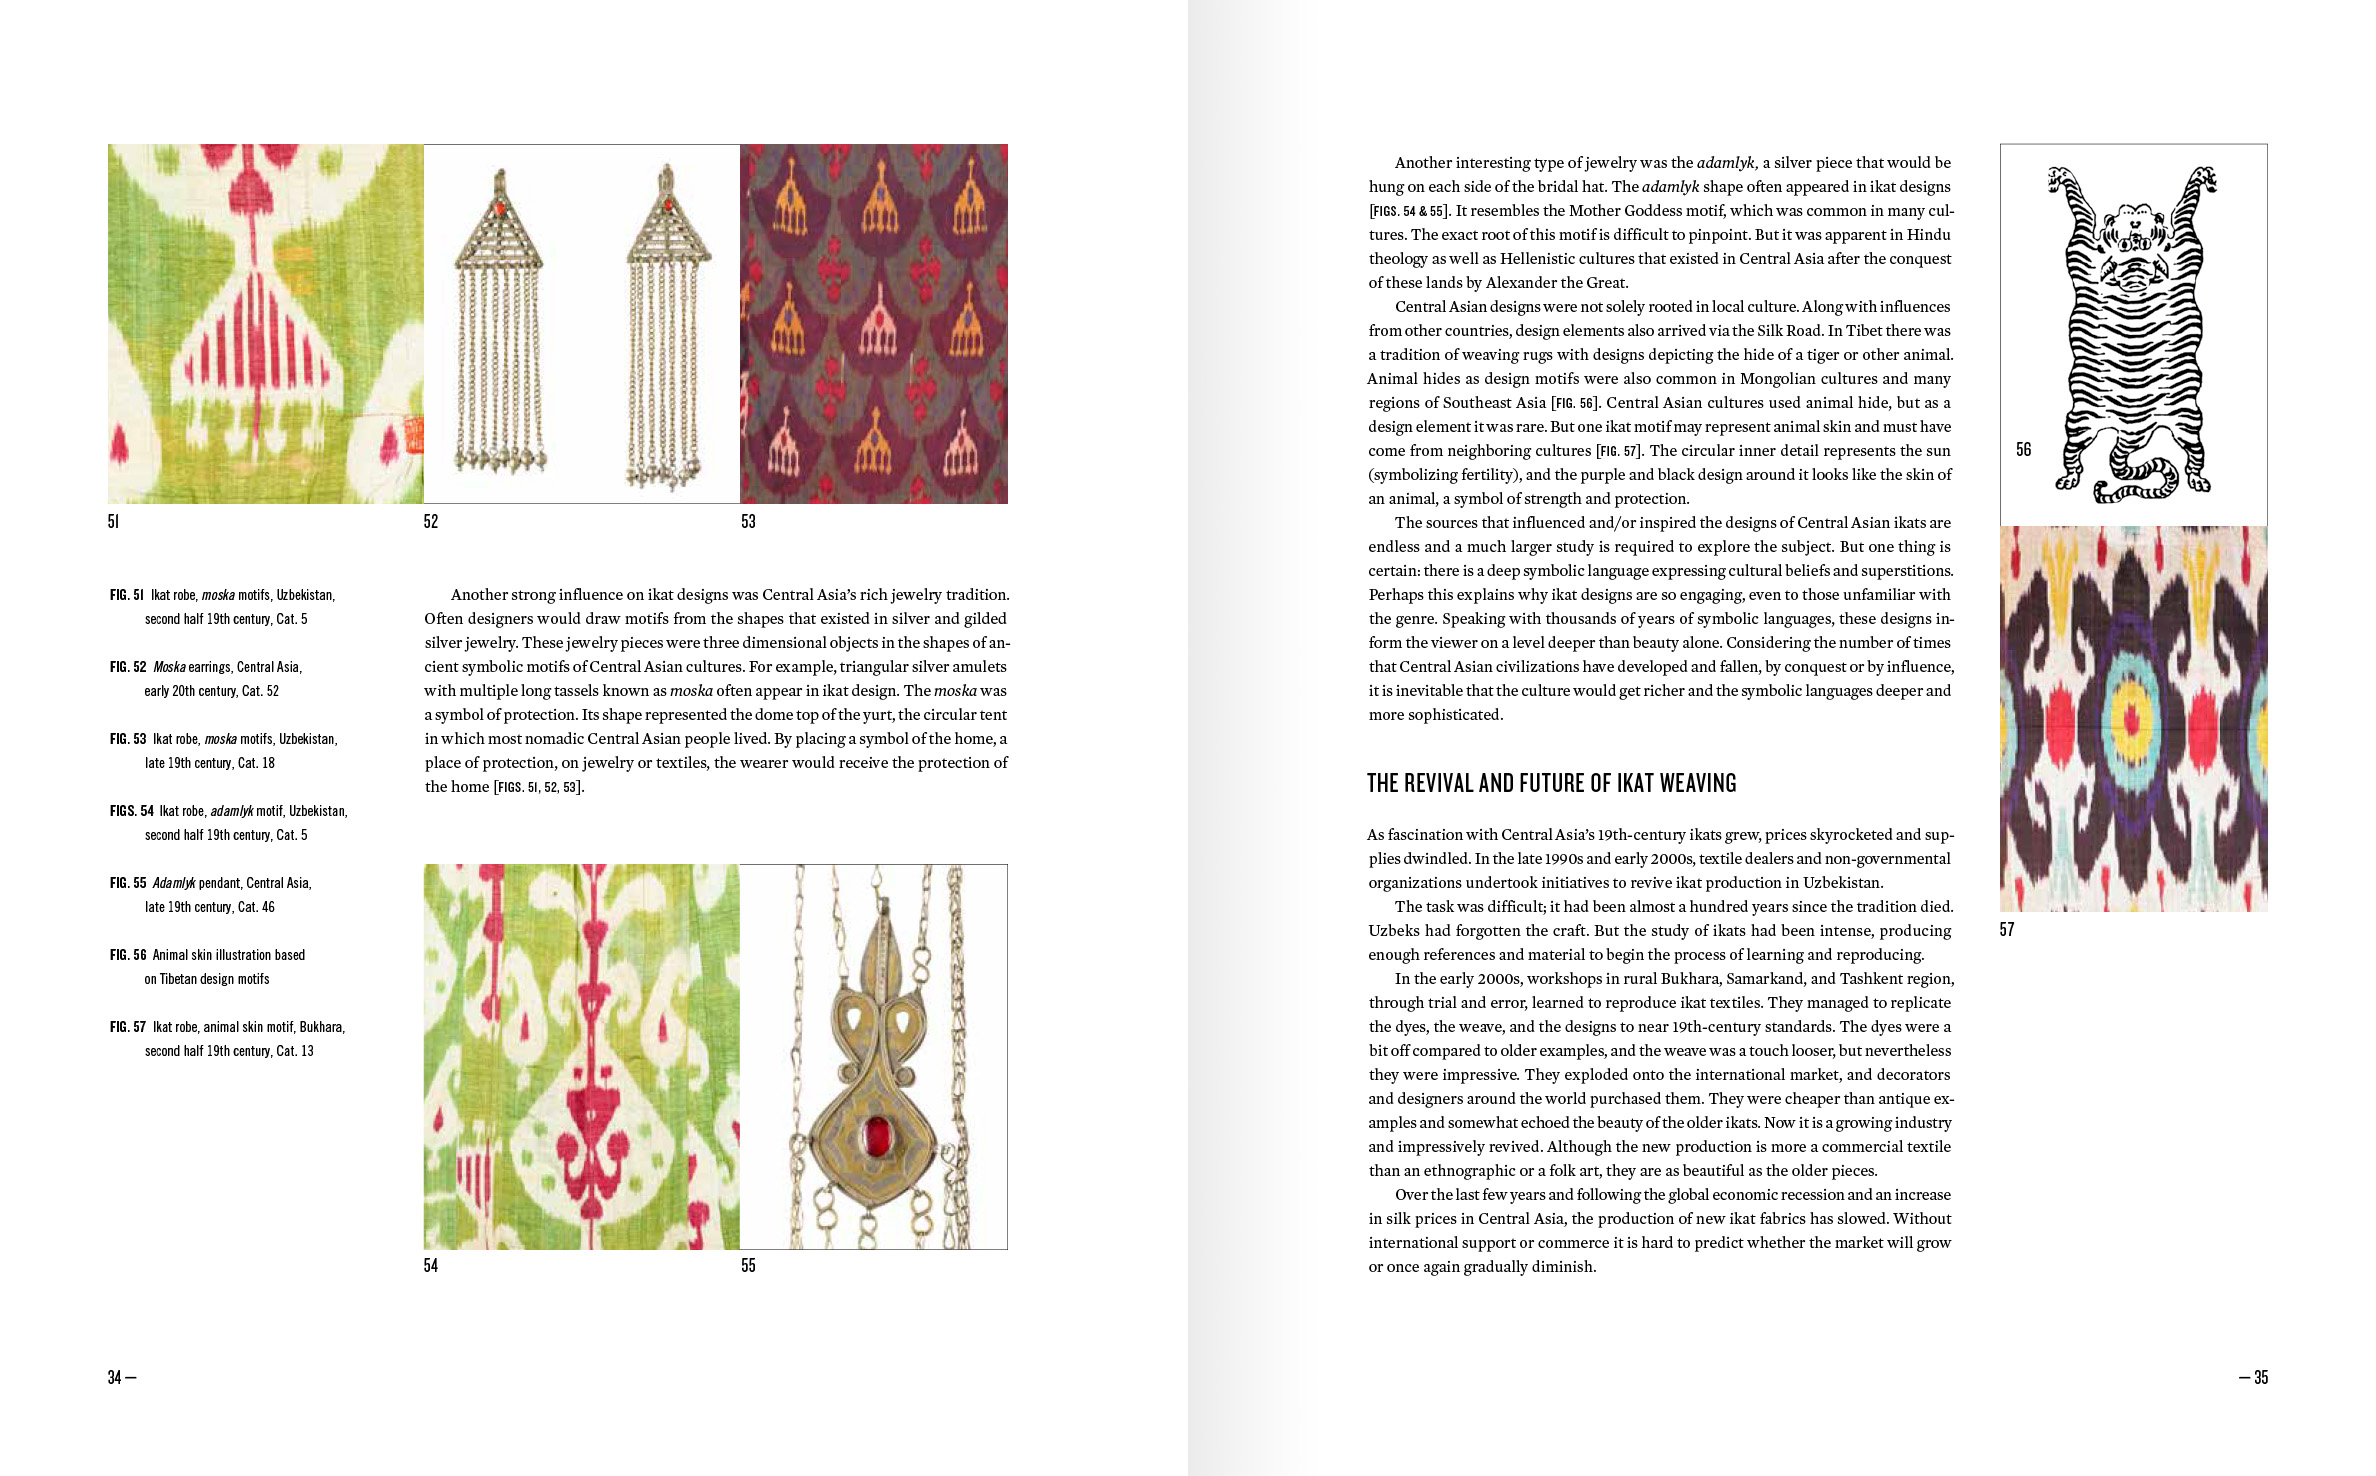 51
52
53
FIG. 51 Ikat robe, moska motifs, Uzbekistan,
second half 19th century, Cat. 5
FIG. 52 Moska earrings, Central Asia,
early 20th century, Cat. 52
FIG. 53 Ikat robe, moska motifs, Uzbekistan,
late 19th century, Cat. 18
FIGS. 54 Ikat robe, adamlyk motif, Uzbekistan,
second half 19th century, Cat. 5
FIG. 55 Adamlyk pendant, Central Asia,
late 19th century, Cat. 46
FIG. 56 Animal skin illustration based
on Tibetan design motifs
FIG. 57 Ikat robe, animal skin motif, Bukhara,
second half 19th century, Cat. 13
Another strong influence on ikat designs was Central Asia's rich jewelry tradition.
Often designers would draw motifs from the shapes that existed in silver and gilded
silver jewelry. These jewelry pieces were three dimensional objects in the shapes of an-
cient symbolic motifs of Central Asian cultures. For example, triangular silver amulets
with multiple long tassels known as moska often appear in ikat design. The moska was
a symbol of protection. Its shape represented the dome top of the yurt, the circular tent
in which most nomadic Central Asian people lived. By placing a symbol of the home, a
place of protection, on jewelry or textiles, the wearer would receive the protection of
the home [FIGS. 51, 52, 53].
54
55
34 —
Another interesting type of jewelry was the adamlyk, a silver piece that would be
hung on each side of the bridal hat. The adamlyk shape often appeared in ikat designs
[FIGS. 54 & 55]. It resembles the Mother Goddess motif, which was common in many cul-
tures. The exact root of this motif is difficult to pinpoint. But it was apparent in Hindu
theology as well as Hellenistic cultures that existed in Central Asia after the conquest
of these lands by Alexander the Great.
Central Asian designs were not solely rooted in local culture. Along with influences
from other countries, design elements also arrived via the Silk Road. In Tibet there was
a tradition of weaving rugs with designs depicting the hide of a tiger or other animal.
Animal hides as design motifs were also common in Mongolian cultures and many
regions of Southeast Asia [FIG. 56]. Central Asian cultures used animal hide, but as a
design element it was rare. But one ikat motif may represent animal skin and must have
come from neighboring cultures [FIG. 57]. The circular inner detail represents the sun
(symbolizing fertility), and the purple and black design around it looks like the skin of
an animal, a symbol of strength and protection.
The sources that influenced and/or inspired the designs of Central Asian ikats are
endless and a much larger study is required to explore the subject. But one thing is
certain: there is a deep symbolic language expressing cultural beliefs and superstitions.
Perhaps this explains why ikat designs are so engaging, even to those unfamiliar with
the genre. Speaking with thousands of years of symbolic languages, these designs in-
form the viewer on a level deeper than beauty alone. Considering the number of times
that Central Asian civilizations have developed and fallen, by conquest or by influence,
it is inevitable that the culture would get richer and the symbolic languages deeper and
more sophisticated.
THE REVIVAL AND FUTURE OF IKAT WEAVING
As fascination with Central Asia's 19th-century ikats grew, prices skyrocketed and sup-
plies dwindled. In the late 1990s and early 2000s, textile dealers and non-governmental
organizations undertook initiatives to revive ikat production in Uzbekistan.
The task was difficult; it had been almost a hundred years since the tradition died.
Uzbeks had forgotten the craft. But the study of ikats had been intense, producing
enough references and material to begin the process of learning and reproducing.
In the early 2000s, workshops in rural Bukhara, Samarkand, and Tashkent region,
through trial and error, learned to reproduce ikat textiles. They managed to replicate
the dyes, the weave, and the designs to near 19th-century standards. The dyes were a
bit off compared to older examples, and the weave was a touch looser, but nevertheless
they were impressive. They exploded onto the international market, and decorators
and designers around the world purchased them. They were cheaper than antique ex-
amples and somewhat echoed the beauty of the older ikats. Now it is a growing industry
and impressively revived. Although the new production is more a commercial textile
than an ethnographic or a folk art, they are as beautiful as the older pieces.
Over the last few years and following the global economic recession and an increase
in silk prices in Central Asia, the production of new ikat fabrics has slowed. Without
international support or commerce it is hard to predict whether the market will grow
or once again gradually diminish.
56
57
— 35